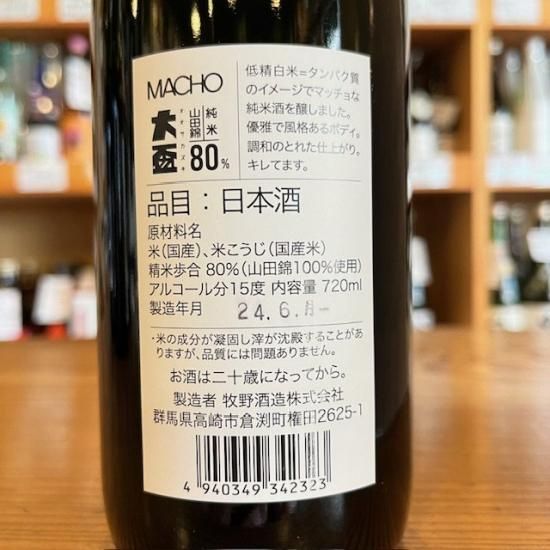 MACHO
大盃
オオサカズキ
山田錦
純米
80%
低精白米=タンパク質
のイメージでマッチョな
純米酒を醸しました。
優雅で風格あるボディ。
調和のとれた仕上がり。
キレてます。
品目：日本酒
原材料名
米(国産)、米こうじ(国産米)
精米歩合 80%(山田錦100%使用)
アルコール分15度 内容量 720ml
製造年月 24.6.月
・米の成分が凝固し滓が沈殿することがあ
りますが、品質には問題ありません。
お酒は二十歳になってから。
製造者 牧野酒造株式会社
群馬県高崎市倉渕町権田2625-1
4 940349 342323